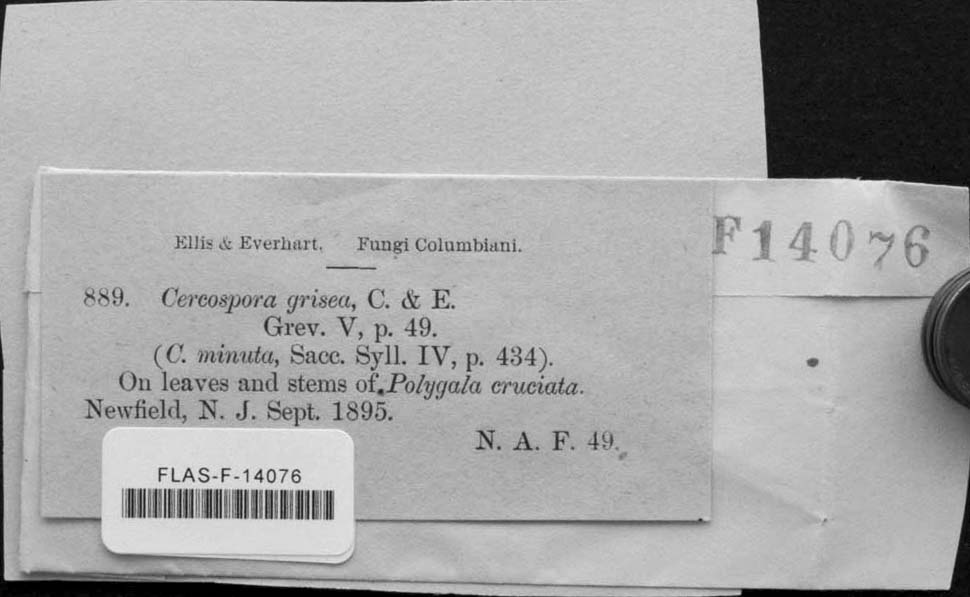 Ellis & Everhart. Fungi Columbiani.
F14076
889. Cercospora grisea, C. & E.
Grev. V, p. 49.
(C. minuta, Sacc. Syll. IV, p. 434).
On leaves and stems of Polygala cruciata.
Newfield, N. J. Sept. 1895.
N. A. F. 49.
FLAS-F-14076